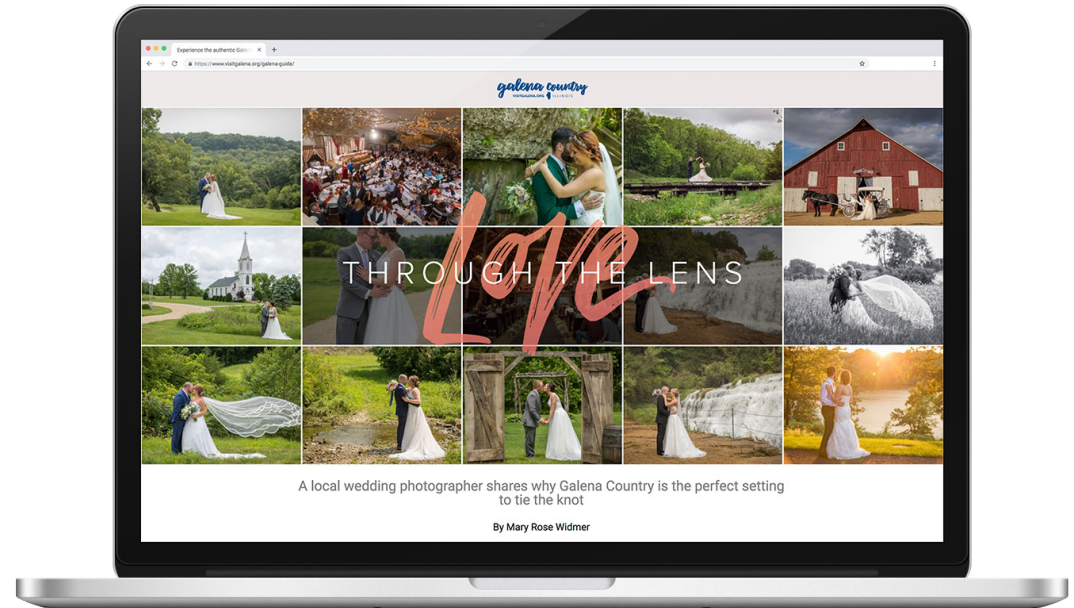 Experience the authentic Galen
https://www.visitgalena.org/galena-guide/
galena country
VISITGALENA.ORG ILLINOIS
Love
THROUGH THE LENS
A local wedding photographer shares why Galena Country is the perfect setting
to tie the knot
By Mary Rose Widmer